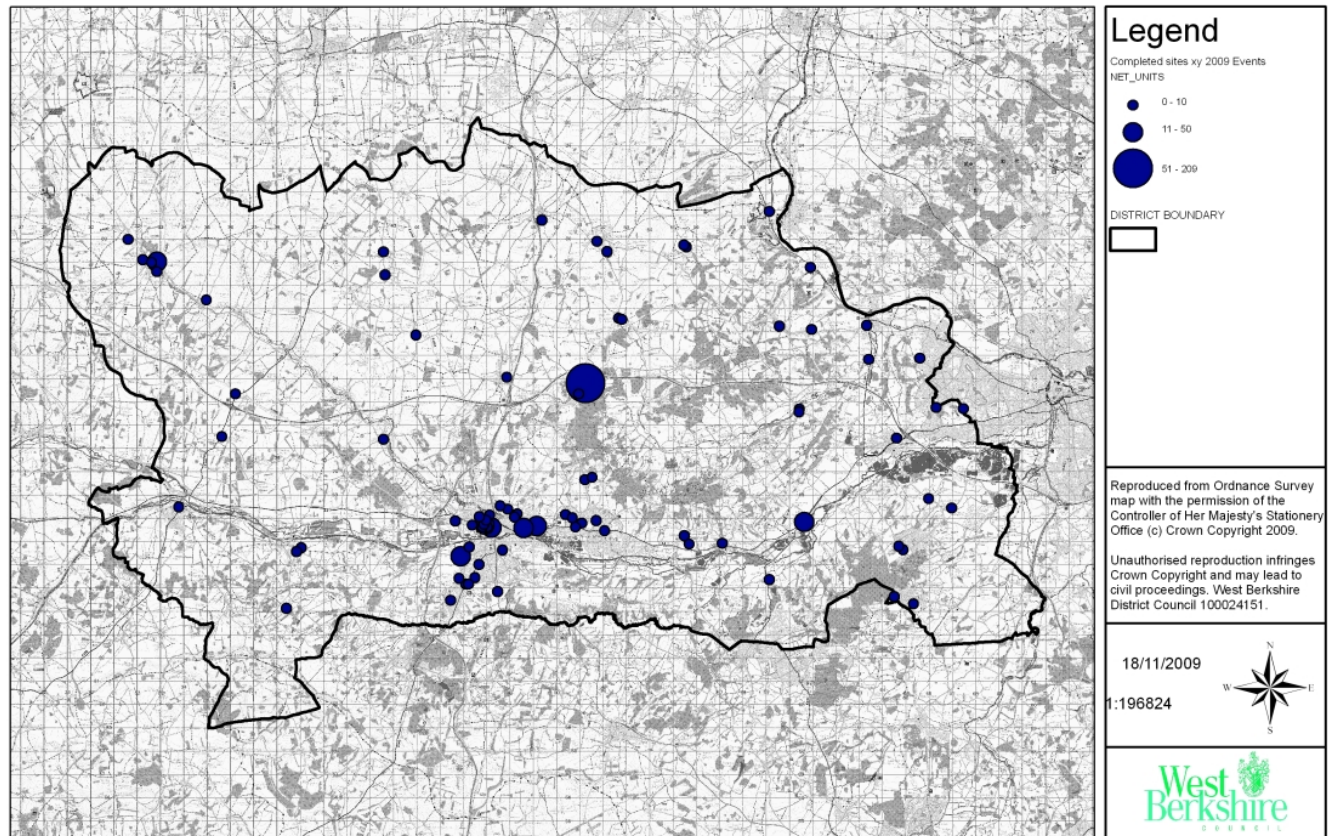 Legend
Completed sites xy 2009 Events
NET_UNITS
0 - 10
11 - 50
51 - 209
DISTRICT BOUNDARY
Reproduced from Ordnance Survey
map with the permission of the
Controller of Her Majesty's Stationery
Office (c) Crown Copyright 2009.
Unauthorised reproduction infringes
Crown Copyright and may lead to
civil proceedings. West Berkshire
District Council 100024151.
18/11/2009
1:196824
N
W
E
S
West
Berkshire
COUNCIL